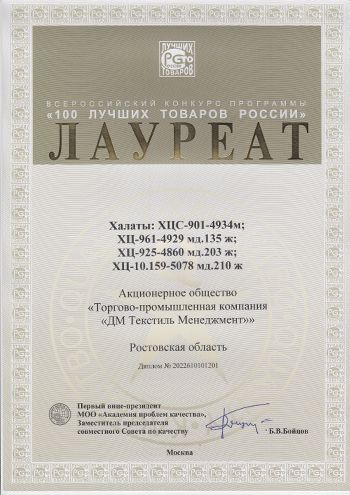 ЛУЧШИХ
РСТО
РОССИИ
ТОВАРОВ
ВСЕРОССИЙСКИЙ КОНКУРС ПРОГРАММЫ
«100 ЛУЧШИХ ТОВАРОВ РОССИИ»
ЛАУРЕАТ
Халаты: ХЦС-901-4934м;
ХЦ-961-4929 мд.135 ж;
ХЦ-925-4860 мд.203 ж;
ХЦ-10.159-5078 мд.210 ж
Акционерное общество
«Торгово-промышленная компания
«ДМ Текстиль Менеджмент»»
Ростовская область
Диплом № 2022610101201
Первый вице-президент
МОО «Академия проблем качества»,
Заместитель председателя
совместного Совета по качеству
Б.В.Бойцов
Москва